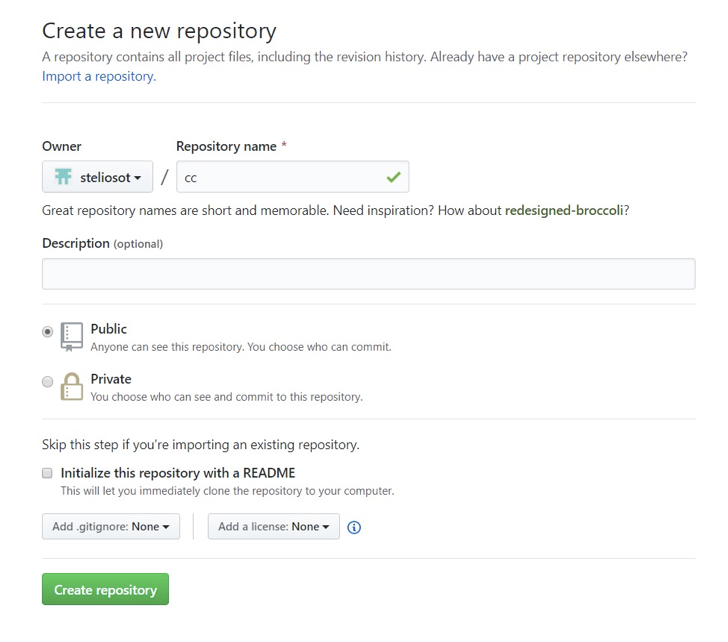 Create a new repository
A repository contains all project files, including the revision history. Already have a project repository elsewhere?
Import a repository.
Owner Repository name *
steliosot / cc
Great repository names are short and memorable. Need inspiration? How about redesigned-broccoli?
Description (optional)
Public
Anyone can see this repository. You choose who can commit.
Private
You choose who can see and commit to this repository.
Skip this step if you're importing an existing repository.
Initialize this repository with a README
This will let you immediately clone the repository to your computer.
Add .gitignore: None Add a license: None
Create repository